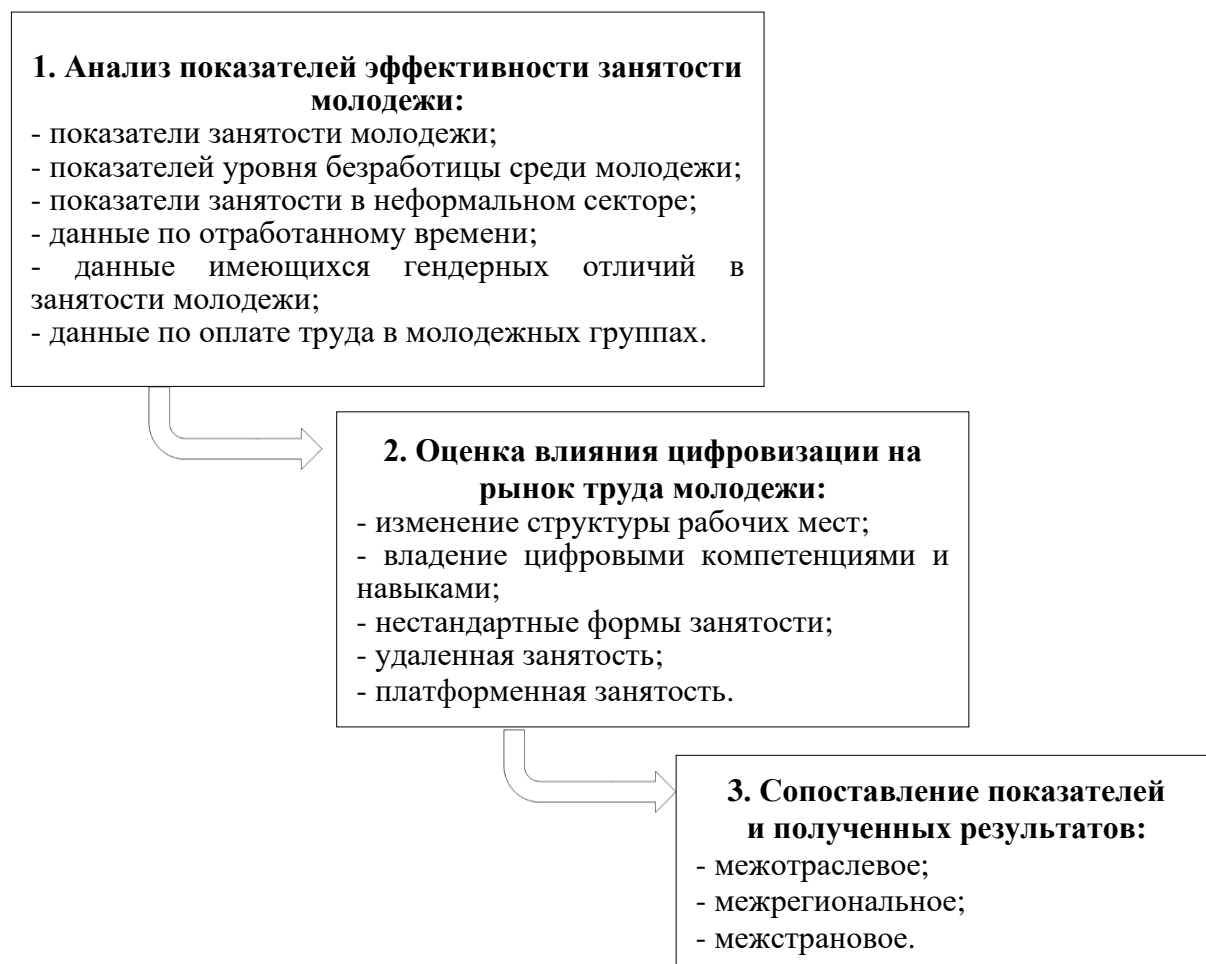 1. Анализ показателей эффективности занятости
молодежи:
- показатели занятости молодежи;
- показателей уровня безработицы среди молодежи;
- показатели занятости в неформальном секторе;
- данные по отработанному времени;
- данные имеющихся гендерных отличий в
занятости молодежи;
- данные по оплате труда в молодежных группах.
2. Оценка влияния цифровизации на
рынок труда молодежи:
- изменение структуры рабочих мест;
- владение цифровыми компетенциями и
навыками;
- нестандартные формы занятости;
- удаленная занятость;
- платформенная занятость.
3. Сопоставление показателей
и полученных результатов:
- межотраслевое;
- межрегиональное;
- межстрановое.